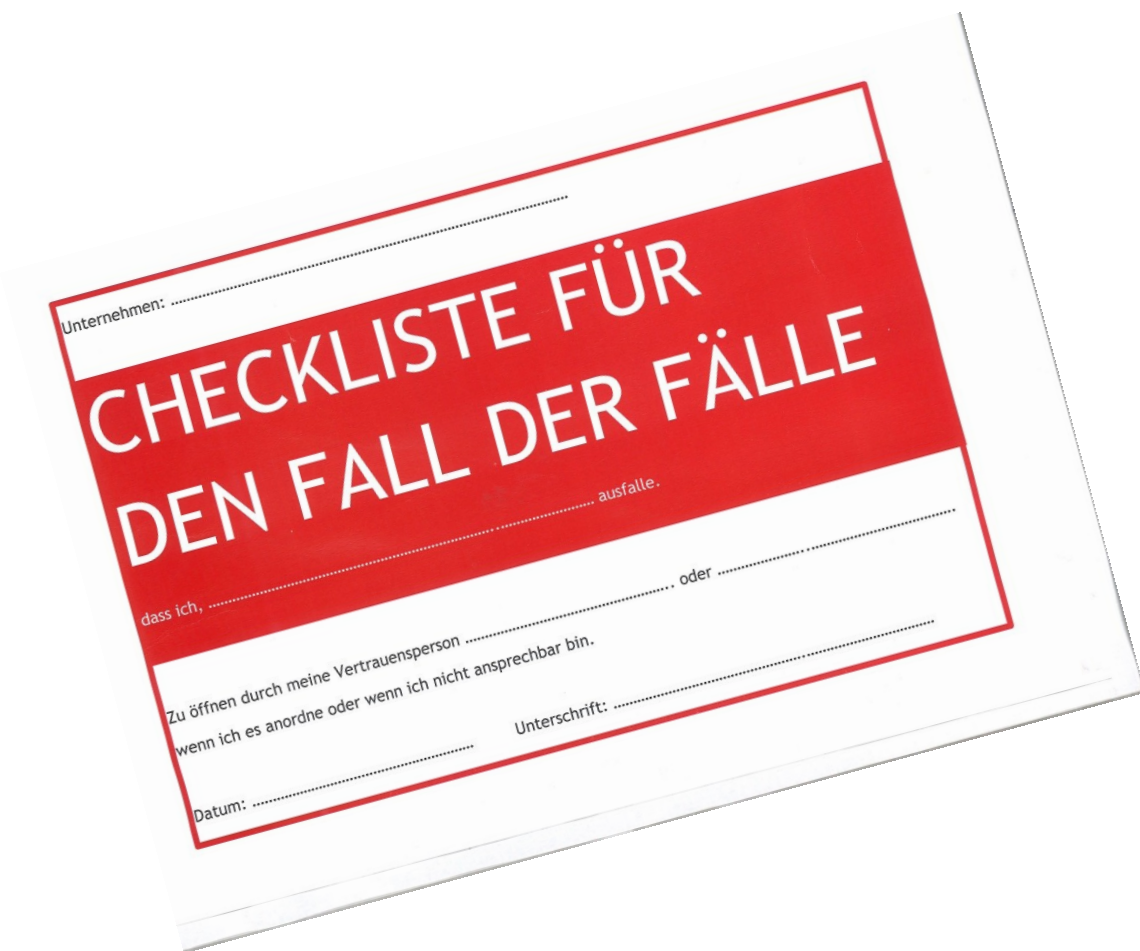 Unternehmen: ........................................................................
CHECKLISTE FÜR
DEN FALL DER FÄLLE
dass ich, ........................................................................ ausfalle.
Zu öffnen durch meine Vertrauensperson ................................................ oder ................................................
wenn ich es anordne oder wenn ich nicht ansprechbar bin.
Datum: ................................................ Unterschrift: ................................................................